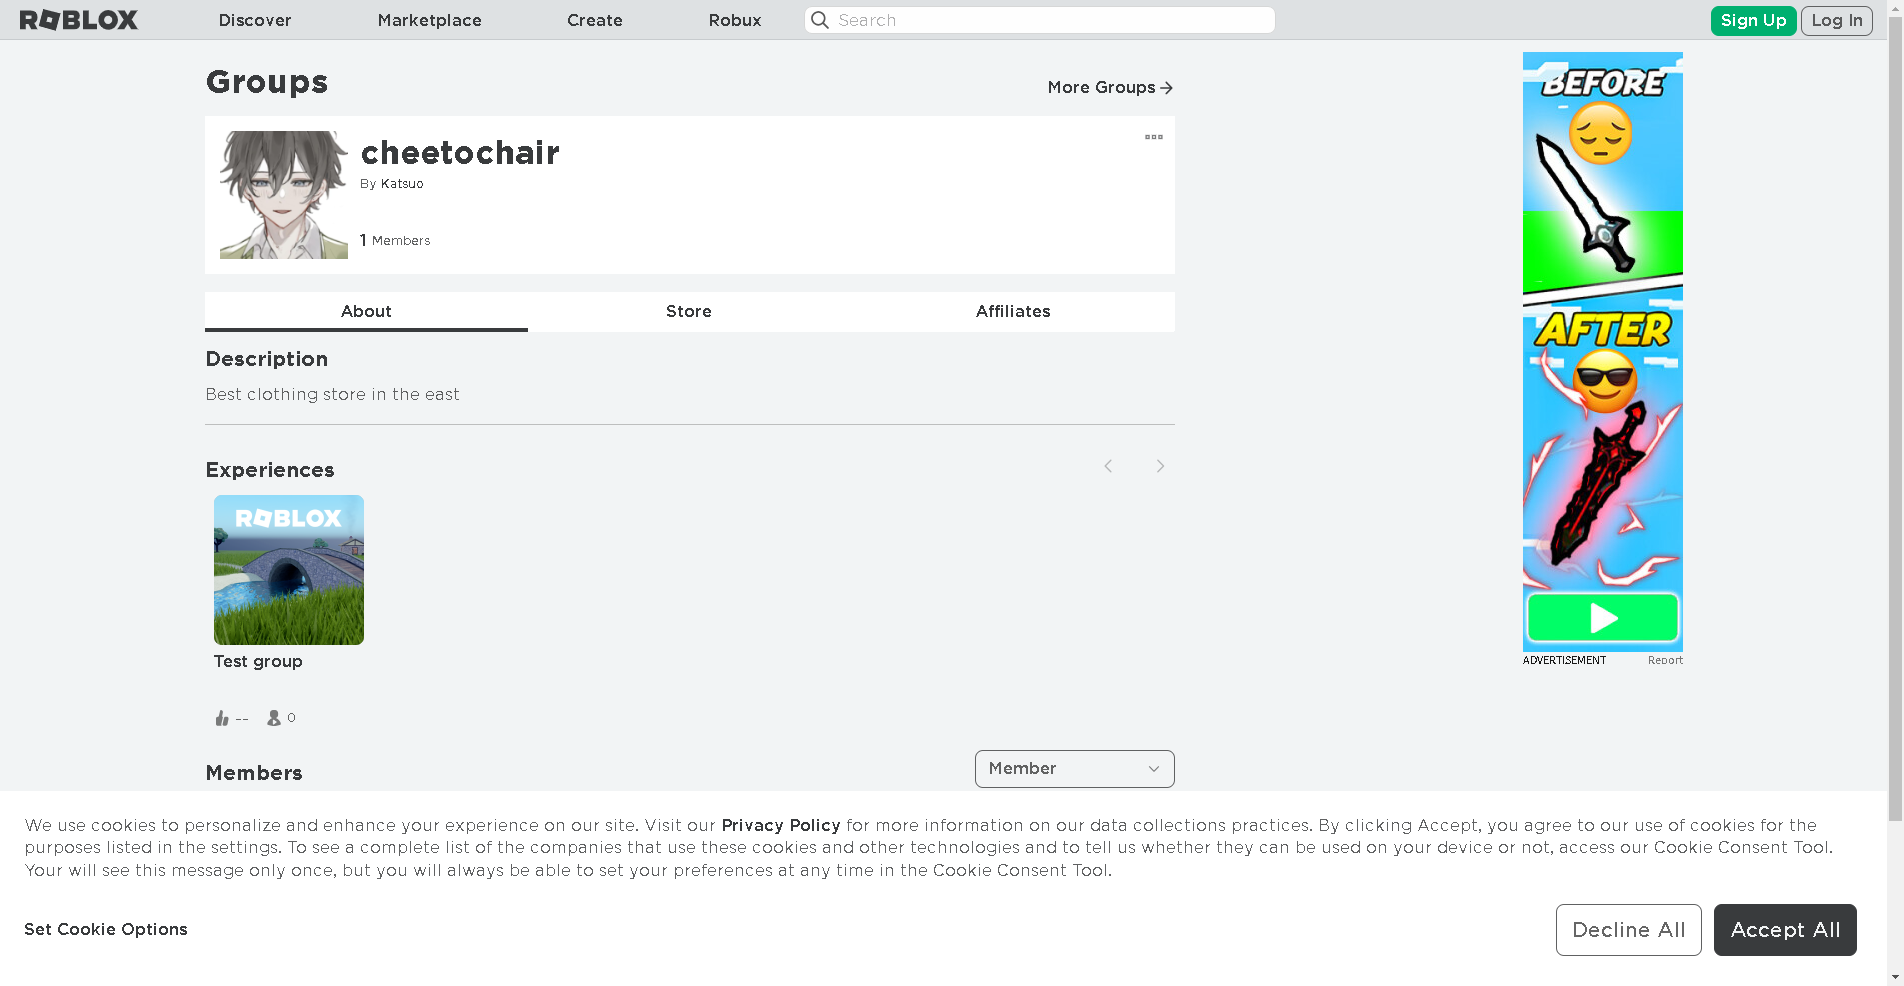 ROBLOX
Discover
Marketplace
Create
Robux
Search
Sign Up
Log In
Groups
More Groups
cheetochair
By Katsuo
1 Members
About
Store
Affiliates
Description
Best clothing store in the east
Experiences
ROBLOX
Test group
--
0
Members
Member
BEFORE
AFTER
ADVERTISEMENT
Report
We use cookies to personalize and enhance your experience on our site. Visit our Privacy Policy for more information on our data collections practices. By clicking Accept, you agree to our use of cookies for the
purposes listed in the settings. To see a complete list of the companies that use these cookies and other technologies and to tell us whether they can be used on your device or not, access our Cookie Consent Tool.
Your will see this message only once, but you will always be able to set your preferences at any time in the Cookie Consent Tool.
Set Cookie Options
Decline All
Accept All